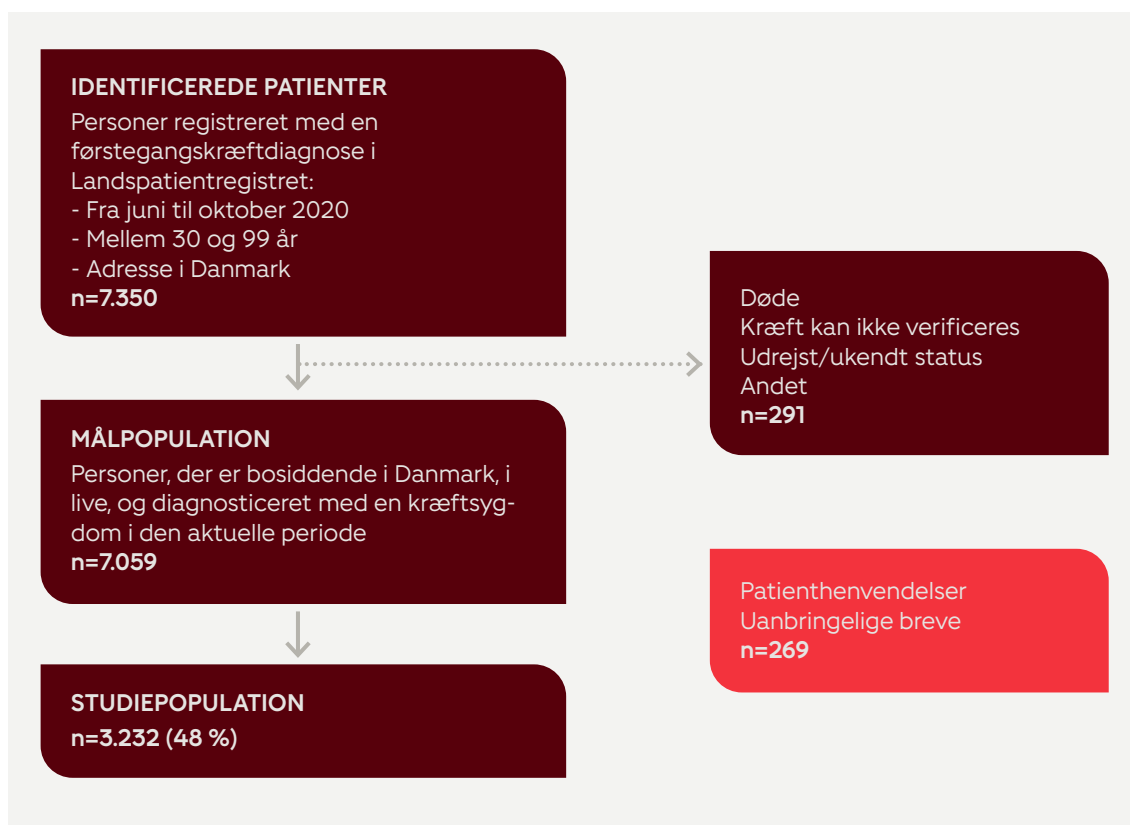 IDENTIFICEREDE PATIENTER
Personer registreret med en
førstegangskræftdiagnose i
Landspatientregistret:
- Fra juni til oktober 2020
- Mellem 30 og 99 år
- Adresse i Danmark
n=7.350
Døde
Kræft kan ikke verificeres
Udrejst/ukendt status
Andet
n=291
MÅLPOPULATION
Personer, der er bosiddende i Danmark, i
live, og diagnosticeret med en kræftsyg-
dom i den aktuelle periode
n=7.059
Patienthenvendelser
Uanbringelige breve
n=269
STUDIEPOPULATION
n=3.232 (48 %)